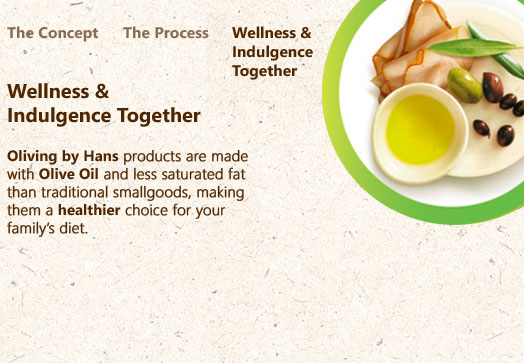 The Concept
The Process
Wellness &
Indulgence
Together
Wellness &
Indulgence Together
Oliving by Hans products are made
with Olive Oil and less saturated fat
than traditional smallgoods, making
them a healthier choice for your
family's diet.